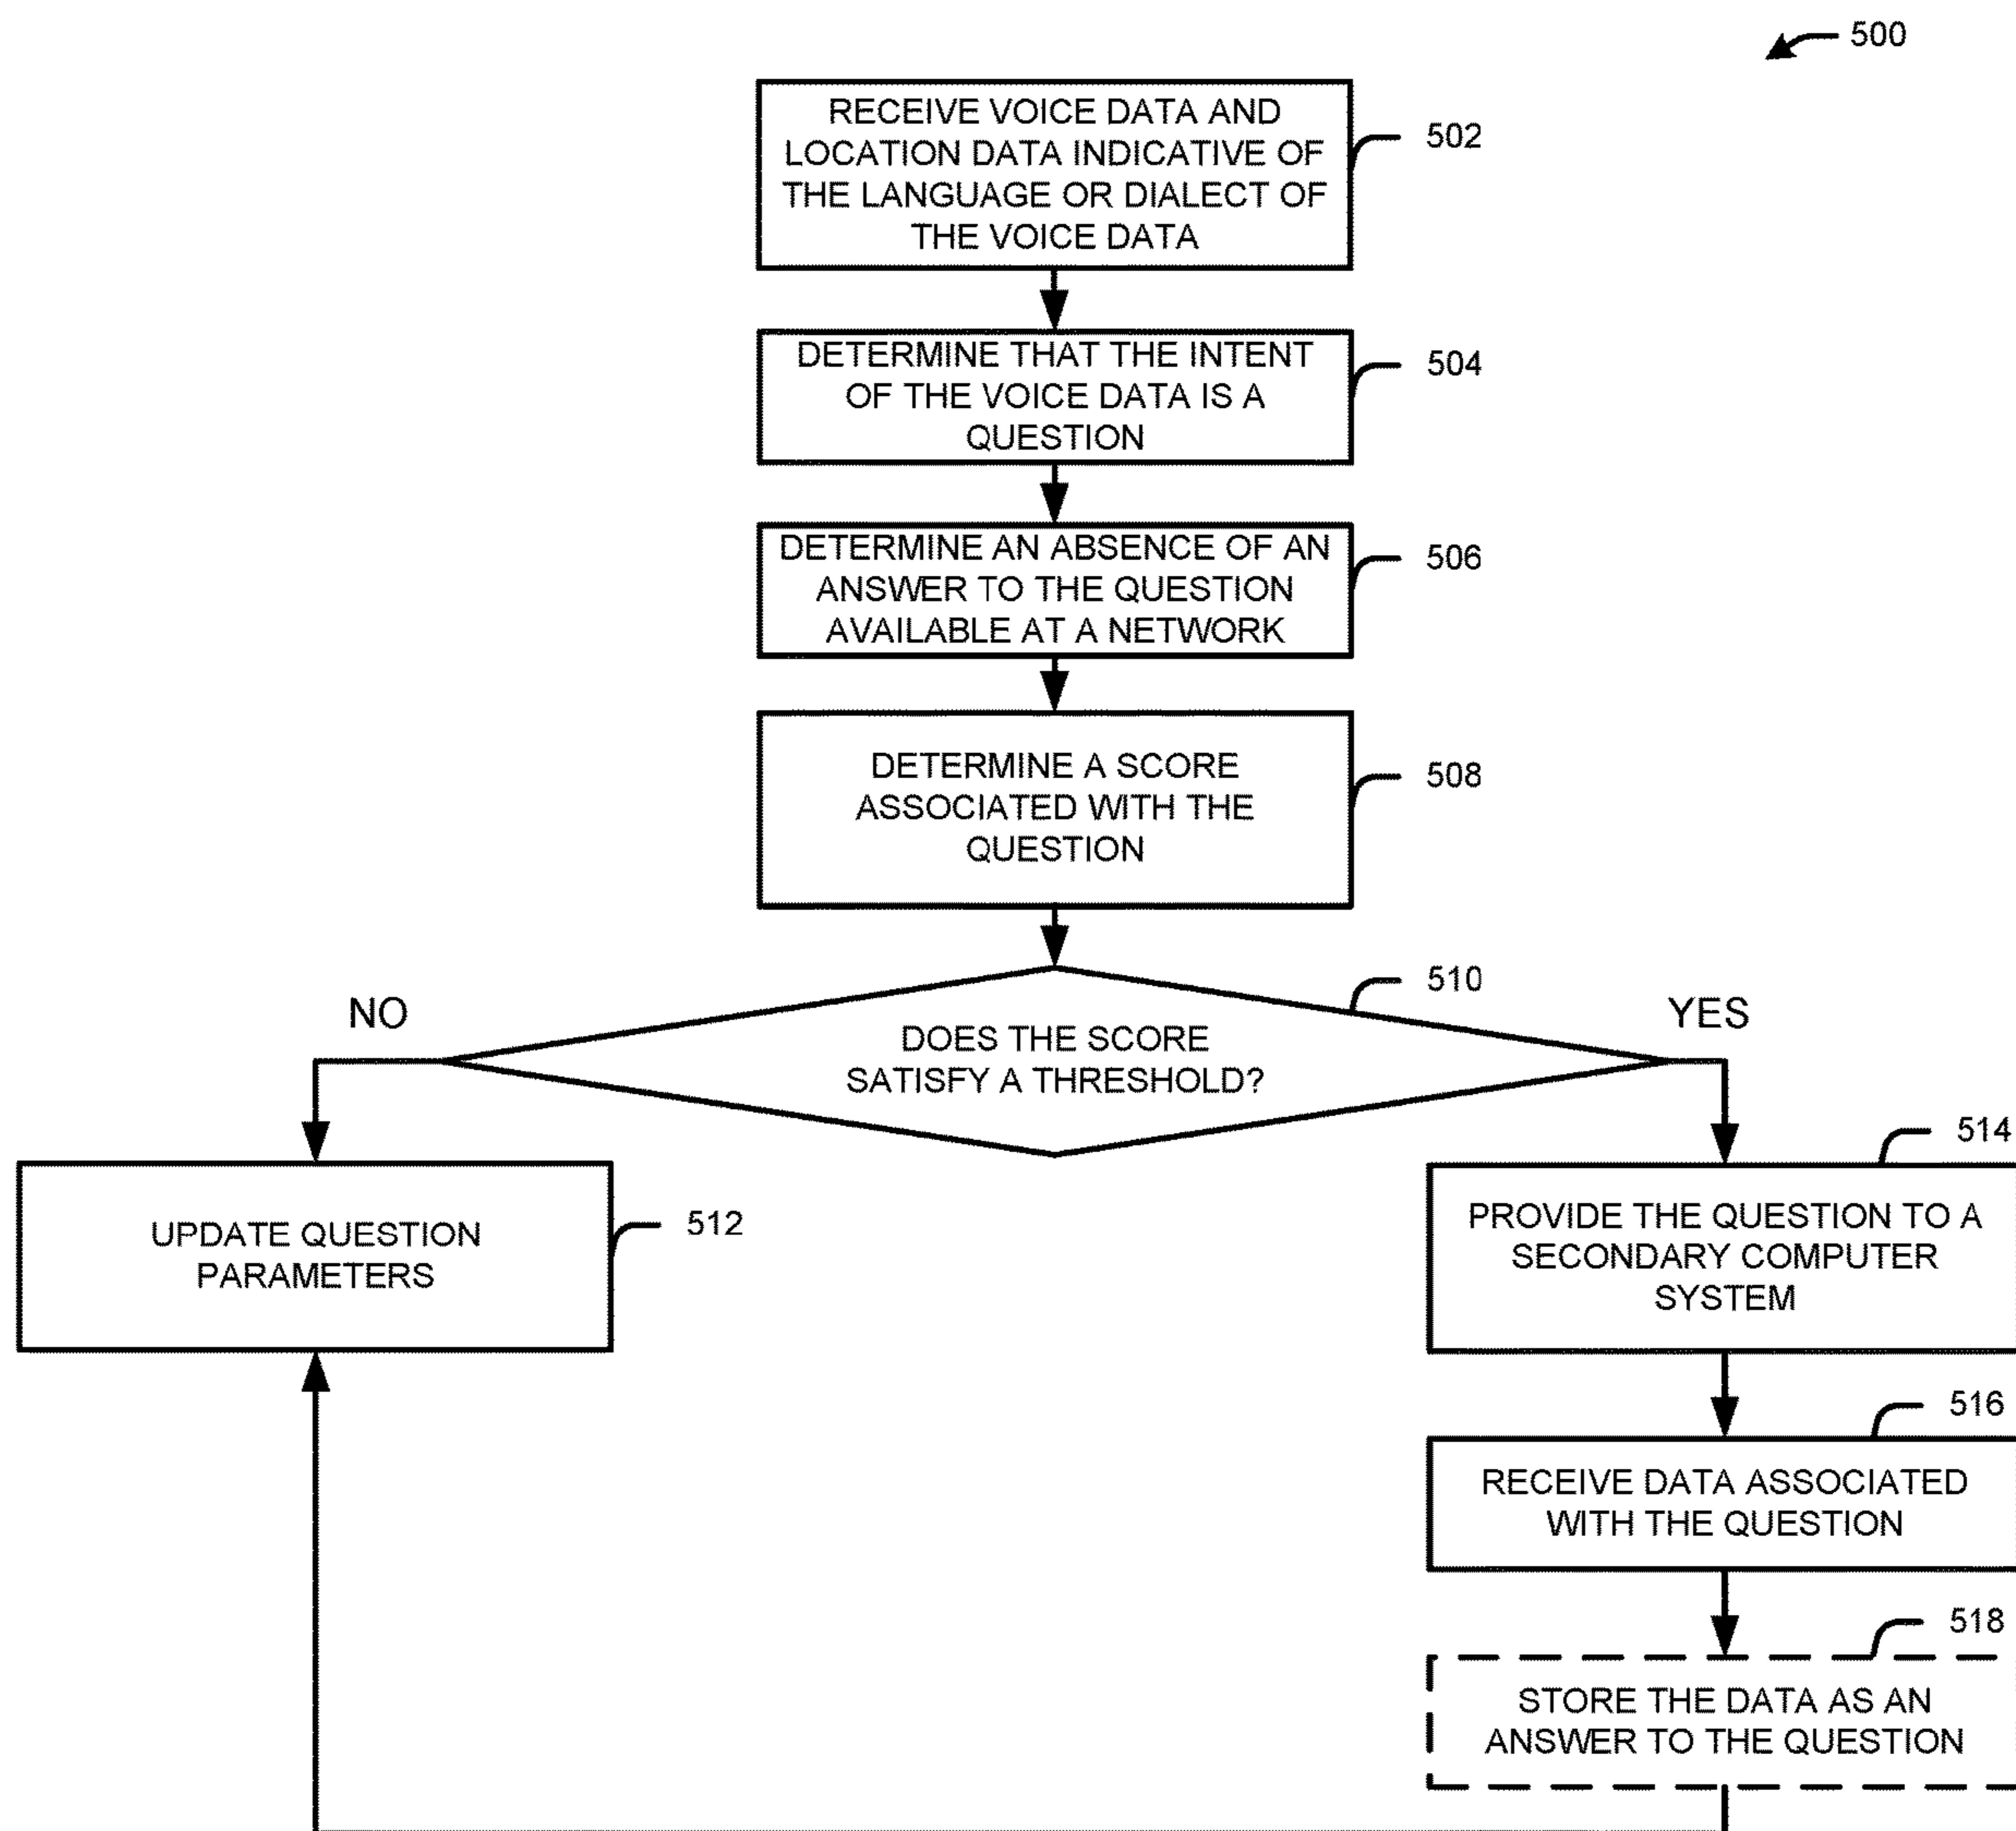 500
RECEIVE VOICE DATA AND
LOCATION DATA INDICATIVE OF
THE LANGUAGE OR DIALECT OF
THE VOICE DATA
502
DETERMINE THAT THE INTENT
OF THE VOICE DATA IS A
QUESTION
504
DETERMINE AN ABSENCE OF AN
ANSWER TO THE QUESTION
AVAILABLE AT A NETWORK
506
DETERMINE A SCORE
ASSOCIATED WITH THE
QUESTION
508
510
NO
YES
DOES THE SCORE
SATISFY A THRESHOLD?
UPDATE QUESTION
PARAMETERS
512
514
PROVIDE THE QUESTION TO A
SECONDARY COMPUTER
SYSTEM
516
RECEIVE DATA ASSOCIATED
WITH THE QUESTION
518
STORE THE DATA AS AN
ANSWER TO THE QUESTION